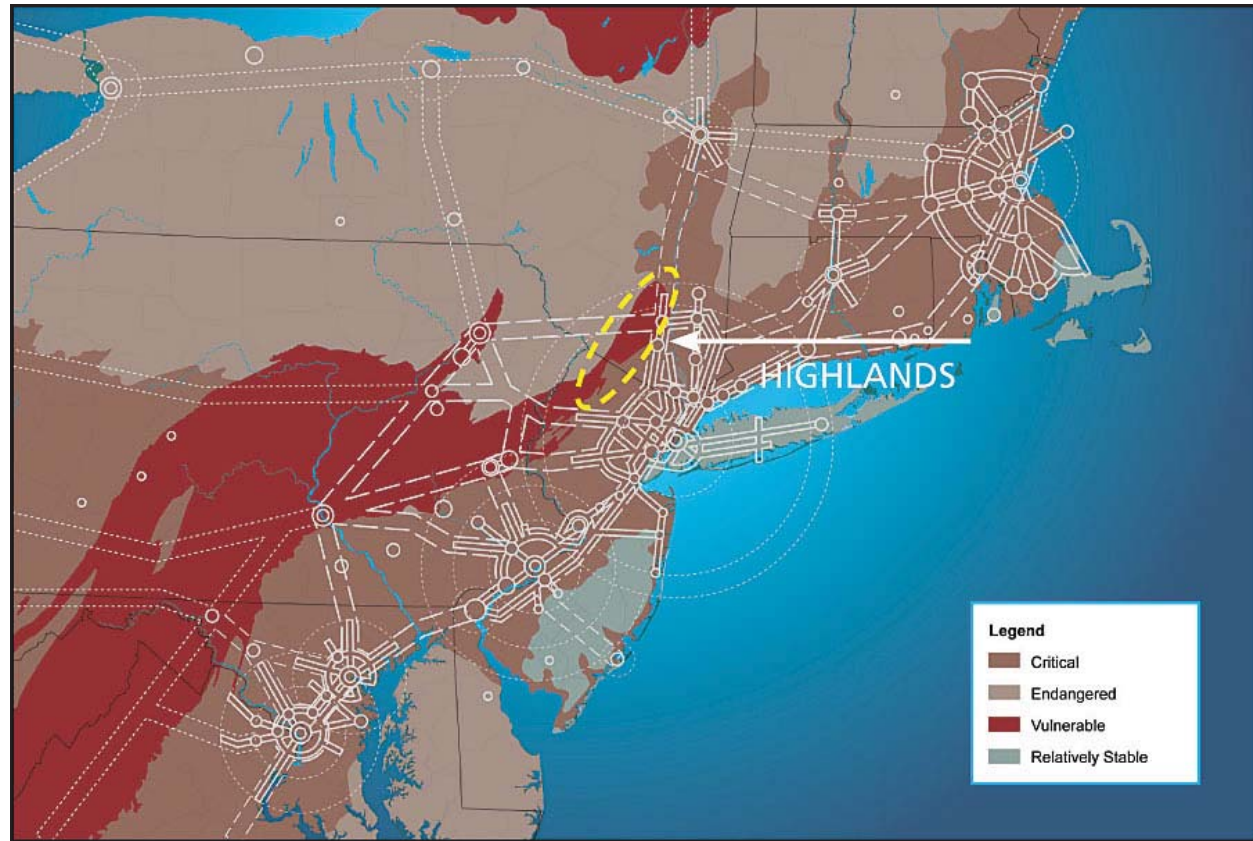 HIGHLANDS
Legend
Critical
Endangered
Vulnerable
Relatively Stable